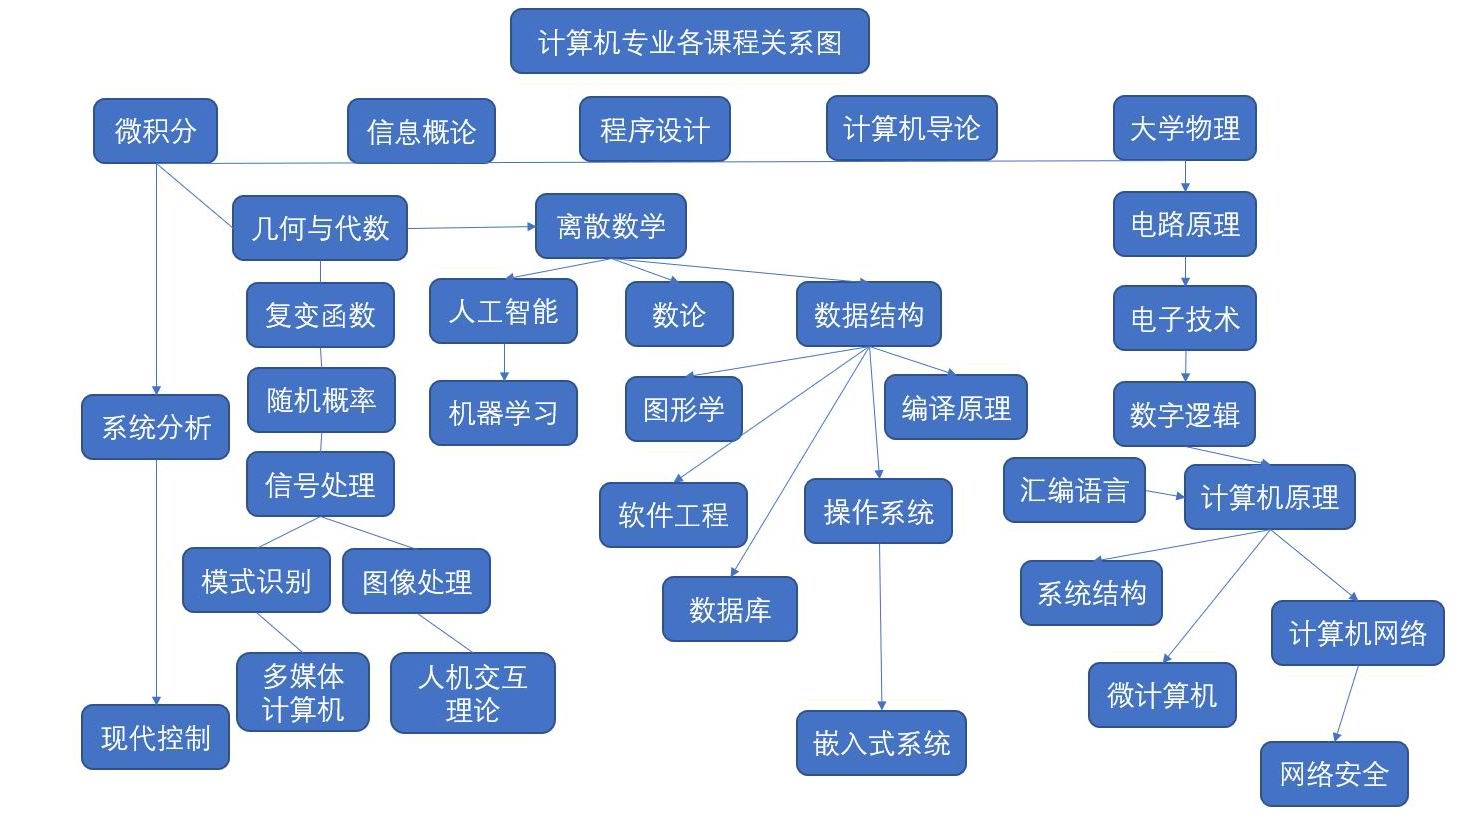 计算机专业各课程关系图
微积分
信息概论
程序设计
计算机导论
大学物理
几何与代数
离散数学
电路原理
复变函数
人工智能
数论
数据结构
电子技术
随机概率
机器学习
图形学
编译原理
数字逻辑
系统分析
信号处理
软件工程
操作系统
汇编语言
计算机原理
模式识别
图像处理
数据库
系统结构
计算机网络
多媒体
计算机
人机交互
理论
微计算机
现代控制
嵌入式系统
网络安全